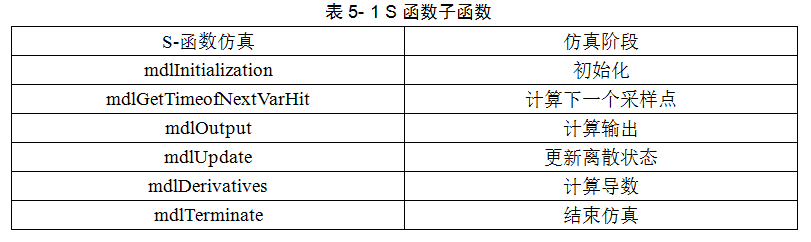 表 5- 1 S 函数子函数
S-函数仿真 仿真阶段
mdlInitialization 初始化
mdlGetTimeofNextVarHit 计算下一个采样点
mdlOutput 计算输出
mdlUpdate 更新离散状态
mdlDerivatives 计算导数
mdlTerminate 结束仿真